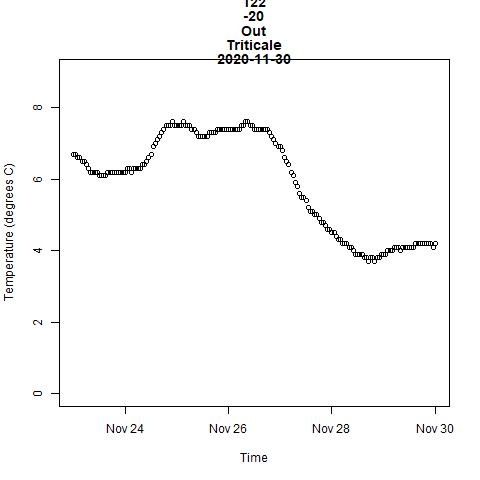 122
-20
Out
Triticale
2020-11-30
Temperature (degrees C)
8
6
4
2
0
Nov 24 Nov 26 Nov 28 Nov 30
Time